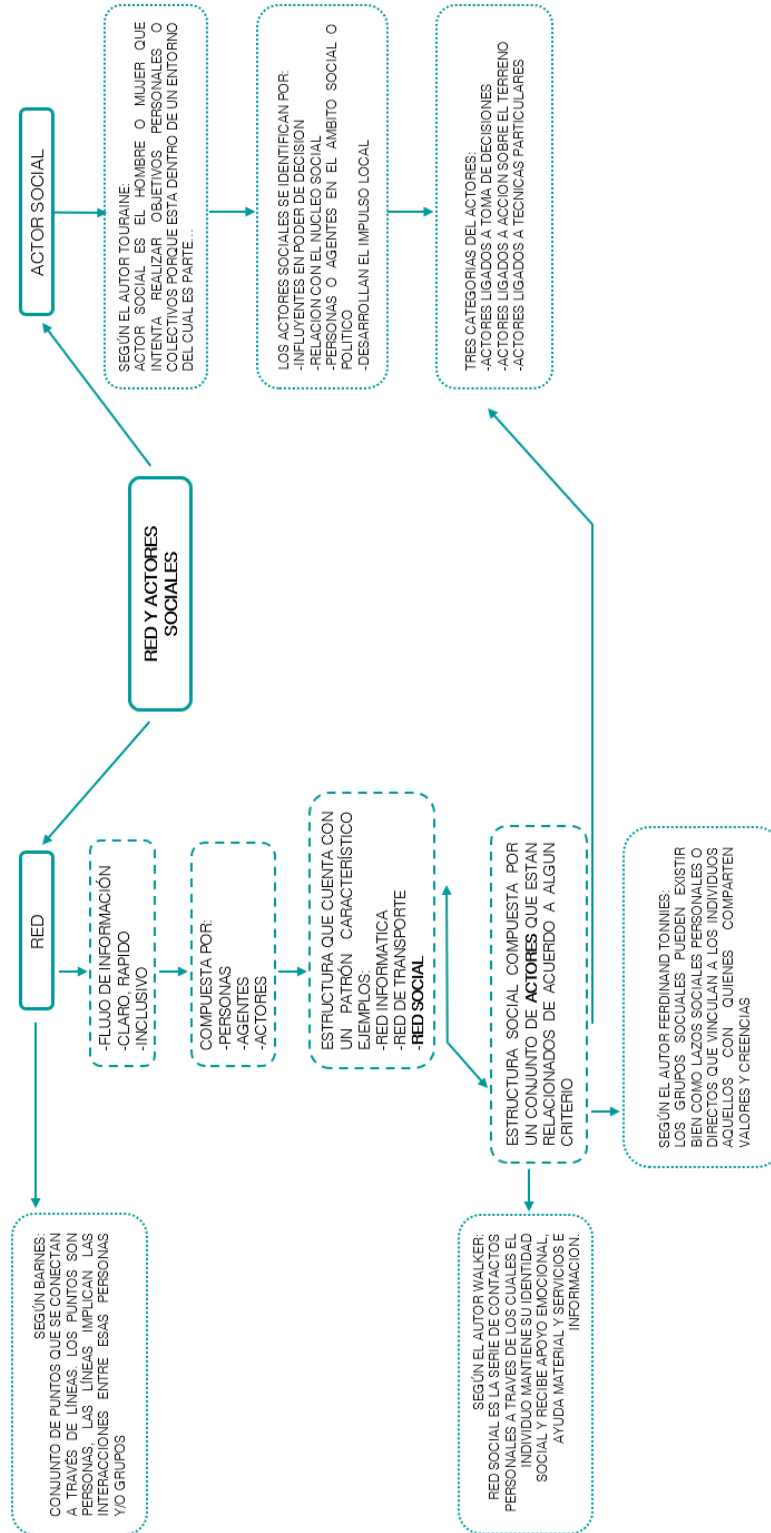 RED Y ACTORES
SOCIALES
RED
ACTOR SOCIAL
SEGÚN BARNES:
CONJUNTO DE PUNTOS QUE SE CONECTAN
A TRAVÉS DE LÍNEAS. LOS PUNTOS SON
PERSONAS, LAS LÍNEAS IMPLICAN LAS
INTERACCIONES ENTRE ESAS PERSONAS
Y/O GRUPOS
-FLUJO DE INFORMACIÓN
-CLARO, RAPIDO
-INCLUSIVO
COMPUESTA POR:
-PERSONAS
-AGENTES
-ACTORES
ESTRUCTURA QUE CUENTA CON
UN PATRÓN CARACTERÍSTICO
EJEMPLOS:
-RED INFORMATICA
-RED DE TRANSPORTE
-RED SOCIAL
ESTRUCTURA SOCIAL COMPUESTA POR
UN CONJUNTO DE ACTORES QUE ESTAN
RELACIONADOS DE ACUERDO A ALGUN
CRITERIO
SEGÚN EL AUTOR WALKER:
RED SOCIAL ES LA SERIE DE CONTACTOS
PERSONALES A TRAVES DE LOS CUALES EL
INDIVIDUO MANTIENE SU IDENTIDAD
SOCIAL Y RECIBE APOYO EMOCIONAL,
AYUDA MATERIAL Y SERVICIOS E
INFORMACION.
SEGÚN EL AUTOR FERDINAND TONNIES:
LOS GRUPOS SOCUALES PUEDEN EXISTIR
BIEN COMO LAZOS SOCIALES PERSONALES O
DIRECTOS QUE VINCULAN A LOS INDIVIDUOS
AQUELLOS CON QUIENES COMPARTEN
VALORES Y CREENCIAS
SEGÚN EL AUTOR TOURAINE:
ACTOR SOCIAL ES EL HOMBRE O MUJER QUE
INTENTA REALIZAR OBJETIVOS PERSONALES O
COLECTIVOS PORQUE ESTA DENTRO DE UN ENTORNO
DEL CUAL ES PARTE...
LOS ACTORES SOCIALES SE IDENTIFICAN POR:
-INFLUYENTES EN PODER DE DECISION
-RELACION CON EL NUCLEO SOCIAL
-PERSONAS O AGENTES EN EL AMBITO SOCIAL O
POLITICO
-DESARROLLAN EL IMPULSO LOCAL
TRES CATEGORIAS DEL ACTORES:
-ACTORES LIGADOS A TOMA DE DECISIONES
-ACTORES LIGADOS A ACCION SOBRE EL TERRENO
-ACTORES LIGADOS A TECNICAS PARTICULARES